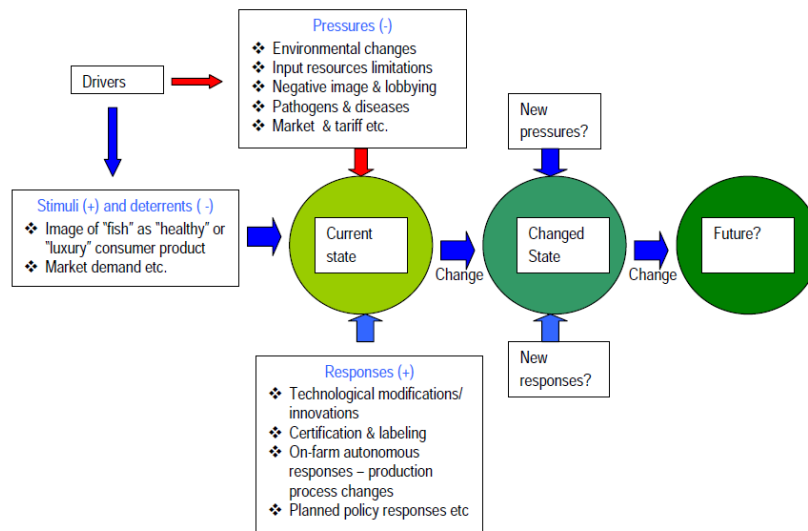 Pressures (-)
❖ Environmental changes
❖ Input resources limitations
❖ Negative image & lobbying
❖ Pathogens & diseases
❖ Market & tariff etc.
Drivers
New
pressures?
Stimuli (+) and deterrents ( -)
❖ Image of "fish" as "healthy" or
"luxury" consumer product
❖ Market demand etc.
Current
state
Change
Changed
State
Change
Future?
Responses (+)
❖ Technological modifications/
innovations
❖ Certification & labeling
❖ On-farm autonomous
responses – production
process changes
❖ Planned policy responses etc
New
responses?